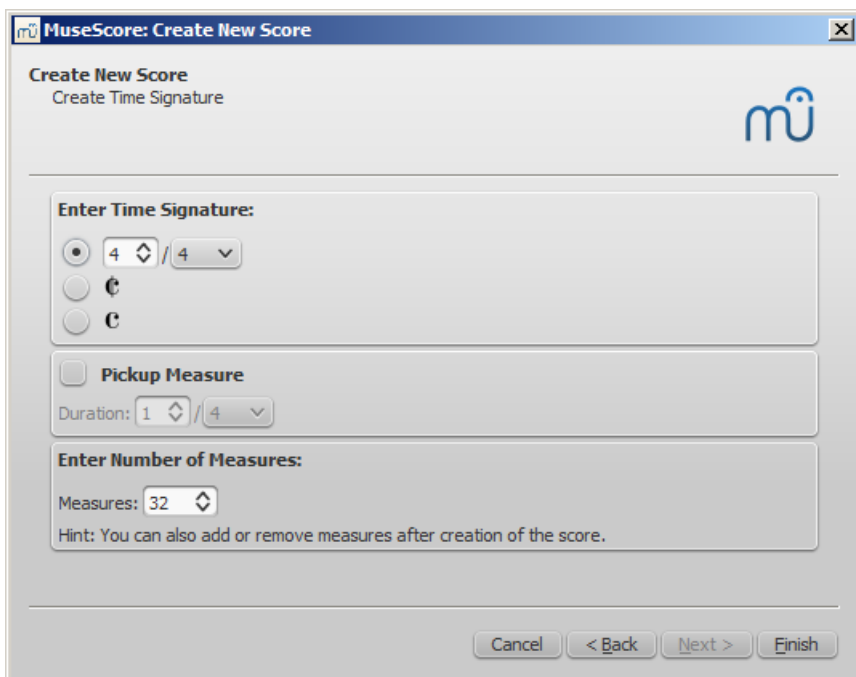 MuseScore: Create New Score
Create New Score
Create Time Signature
Enter Time Signature:
4 / 4
¢
C
Pickup Measure
Duration: 1 / 4
Enter Number of Measures:
Measures: 32
Hint: You can also add or remove measures after creation of the score.
Cancel < Back Next > Finish